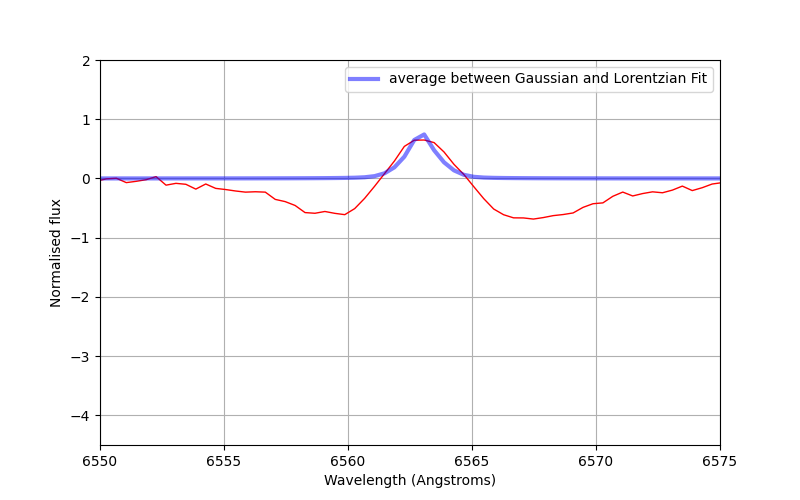 average between Gaussian and Lorentzian Fit
2
1
0
−1
−2
−3
−4
Normalised flux
6550 6555 6560 6565 6570 6575
Wavelength (Angstroms)